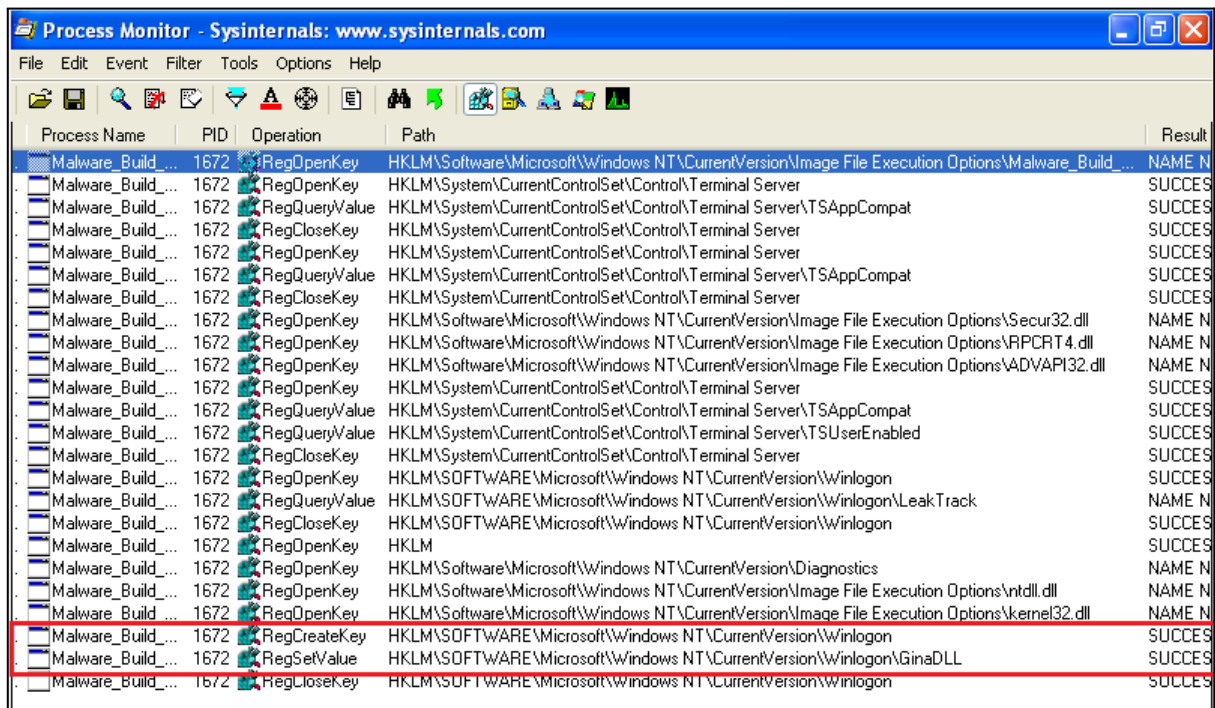 Process Monitor - Sysinternals: www.sysinternals.com
File Edit Event Filter Tools Options Help
Process Name PID Operation Path Result
Malware_Build_... 1672 RegOpenKey HKLM\Software\Microsoft\Windows NT\CurrentVersion\Image File Execution Options\Malware_Build_... NAME N
Malware_Build_... 1672 RegOpenKey HKLM\System\CurrentControlSet\Control\Terminal Server SUCCES
Malware_Build_... 1672 RegQueryValue HKLM\System\CurrentControlSet\Control\Terminal Server\TSAppCompat SUCCES
Malware_Build_... 1672 RegCloseKey HKLM\System\CurrentControlSet\Control\Terminal Server SUCCES
Malware_Build_... 1672 RegOpenKey HKLM\System\CurrentControlSet\Control\Terminal Server SUCCES
Malware_Build_... 1672 RegQueryValue HKLM\System\CurrentControlSet\Control\Terminal Server\TSAppCompat SUCCES
Malware_Build_... 1672 RegCloseKey HKLM\System\CurrentControlSet\Control\Terminal Server SUCCES
Malware_Build_... 1672 RegOpenKey HKLM\Software\Microsoft\Windows NT\CurrentVersion\Image File Execution Options\Secur32.dll NAME N
Malware_Build_... 1672 RegOpenKey HKLM\Software\Microsoft\Windows NT\CurrentVersion\Image File Execution Options\RPCRT4.dll NAME N
Malware_Build_... 1672 RegOpenKey HKLM\Software\Microsoft\Windows NT\CurrentVersion\Image File Execution Options\ADVAPI32.dll NAME N
Malware_Build_... 1672 RegOpenKey HKLM\System\CurrentControlSet\Control\Terminal Server SUCCES
Malware_Build_... 1672 RegQueryValue HKLM\System\CurrentControlSet\Control\Terminal Server\TSAppCompat SUCCES
Malware_Build_... 1672 RegQueryValue HKLM\System\CurrentControlSet\Control\Terminal Server\TSUserEnabled SUCCES
Malware_Build_... 1672 RegCloseKey HKLM\System\CurrentControlSet\Control\Terminal Server SUCCES
Malware_Build_... 1672 RegOpenKey HKLM\SOFTWARE\Microsoft\Windows NT\CurrentVersion\Winlogon SUCCES
Malware_Build_... 1672 RegQueryValue HKLM\SOFTWARE\Microsoft\Windows NT\CurrentVersion\Winlogon\LeakTrack NAME N
Malware_Build_... 1672 RegCloseKey HKLM\SOFTWARE\Microsoft\Windows NT\CurrentVersion\Winlogon SUCCES
Malware_Build_... 1672 RegOpenKey HKLM SUCCES
Malware_Build_... 1672 RegOpenKey HKLM\Software\Microsoft\Windows NT\CurrentVersion\Diagnostics NAME N
Malware_Build_... 1672 RegOpenKey HKLM\Software\Microsoft\Windows NT\CurrentVersion\Image File Execution Options\ntdll.dll NAME N
Malware_Build_... 1672 RegOpenKey HKLM\Software\Microsoft\Windows NT\CurrentVersion\Image File Execution Options\kernel32.dll NAME N
Malware_Build_... 1672 RegCreateKey HKLM\SOFTWARE\Microsoft\Windows NT\CurrentVersion\Winlogon SUCCES
Malware_Build_... 1672 RegSetValue HKLM\SOFTWARE\Microsoft\Windows NT\CurrentVersion\Winlogon\GinaDLL SUCCES
Malware_Build_... 1672 RegCloseKey HKLM\SOFTWARE\Microsoft\Windows NT\CurrentVersion\Winlogon SUCCES